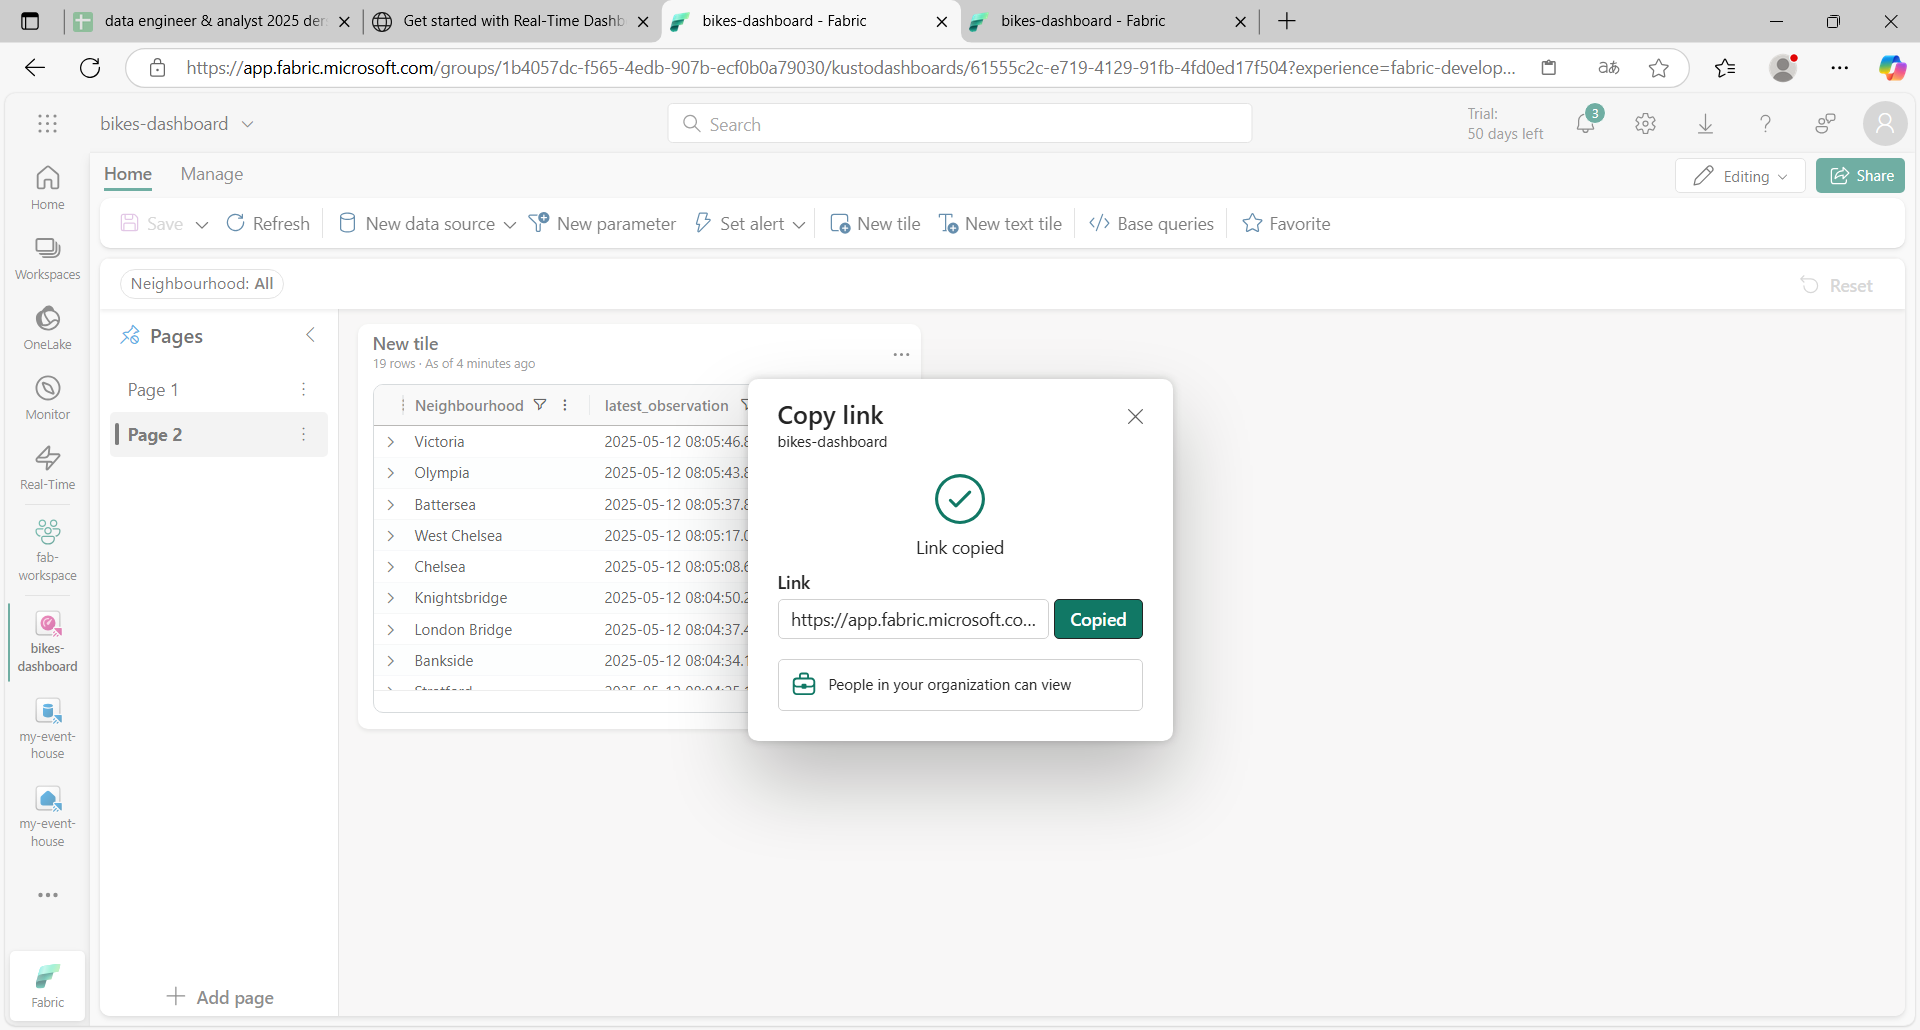 data engineer & analyst 2025 der
Get started with Real-Time Dashb
bikes-dashboard - Fabric
bikes-dashboard - Fabric
https://app.fabric.microsoft.com/groups/1b4057dc-f565-4edb-907b-ecf0b0a79030/kustodashboards/61555c2c-e719-4129-91fb-4fd0ed17f504?experience=fabric-develop...
aあ
bikes-dashboard
Search
Trial:
50 days left
3
Home
Manage
Editing
Share
Save
Refresh
New data source
New parameter
Set alert
New tile
New text tile
Base queries
Favorite
Neighbourhood: All
Reset
Home
Workspaces
OneLake
Monitor
Real-Time
fab-
workspace
bikes-
dashboard
my-event-
house
my-event-
house
Fabric
Pages
Page 1
Page 2
Add page
New tile
19 rows · As of 4 minutes ago
Neighbourhood
latest_observation
Victoria 2025-05-12 08:05:46.8
Olympia 2025-05-12 08:05:43.8
Battersea 2025-05-12 08:05:37.8
West Chelsea 2025-05-12 08:05:17.0
Chelsea 2025-05-12 08:05:08.6
Knightsbridge 2025-05-12 08:04:50.2
London Bridge 2025-05-12 08:04:37.4
Bankside 2025-05-12 08:04:34.1
Copy link
bikes-dashboard
Link copied
Link
https://app.fabric.microsoft.co...
Copied
People in your organization can view